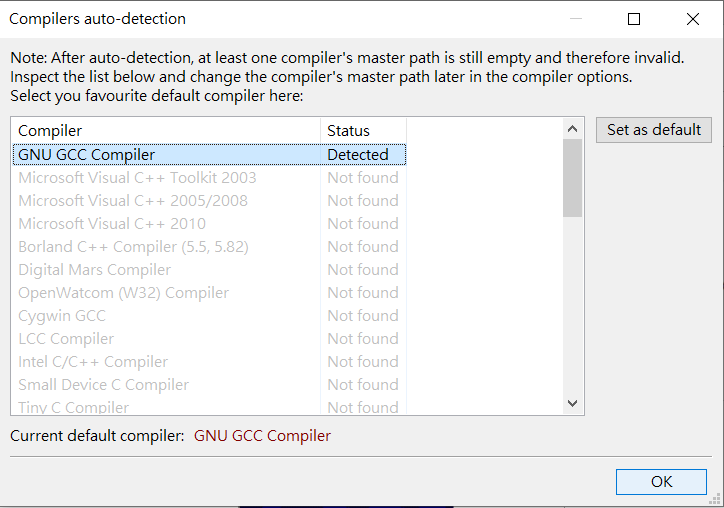 Compilers auto-detection
Note: After auto-detection, at least one compiler's master path is still empty and therefore invalid.
Inspect the list below and change the compiler's master path later in the compiler options.
Select you favourite default compiler here:
Compiler Status
Set as default
GNU GCC Compiler Detected
Microsoft Visual C++ Toolkit 2003 Not found
Microsoft Visual C++ 2005/2008 Not found
Microsoft Visual C++ 2010 Not found
Borland C++ Compiler (5.5, 5.82) Not found
Digital Mars Compiler Not found
OpenWatcom (W32) Compiler Not found
Cygwin GCC Not found
LCC Compiler Not found
Intel C/C++ Compiler Not found
Small Device C Compiler Not found
Tiny C Compiler Not found
Current default compiler: GNU GCC Compiler
OK